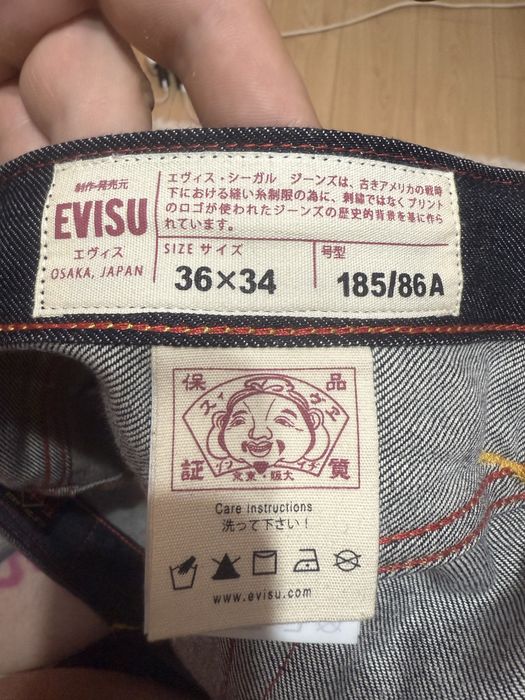 制作・発売元
EVISU
エヴィス
OSAKA, JAPAN
エヴィス・シーガル ジーンズは、古きアメリカの戦時
下における縫い糸制限の為に、刺繍ではなくプリント
のロゴが使われたジーンズの歴史的背景を基に作ら
れています。
SIZE サイズ
36×34
号型
185/86A
保 品
証 質
東京・大阪
Care instructions
洗って下さい!
www.evisu.com